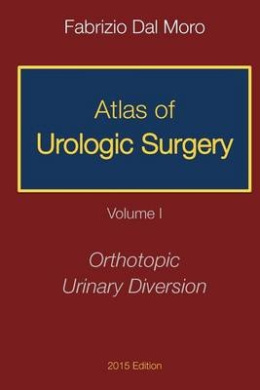 Fabrizio Dal Moro
Atlas of
Urologic Surgery
Volume I
Orthotopic
Urinary Diversion
2015 Edition